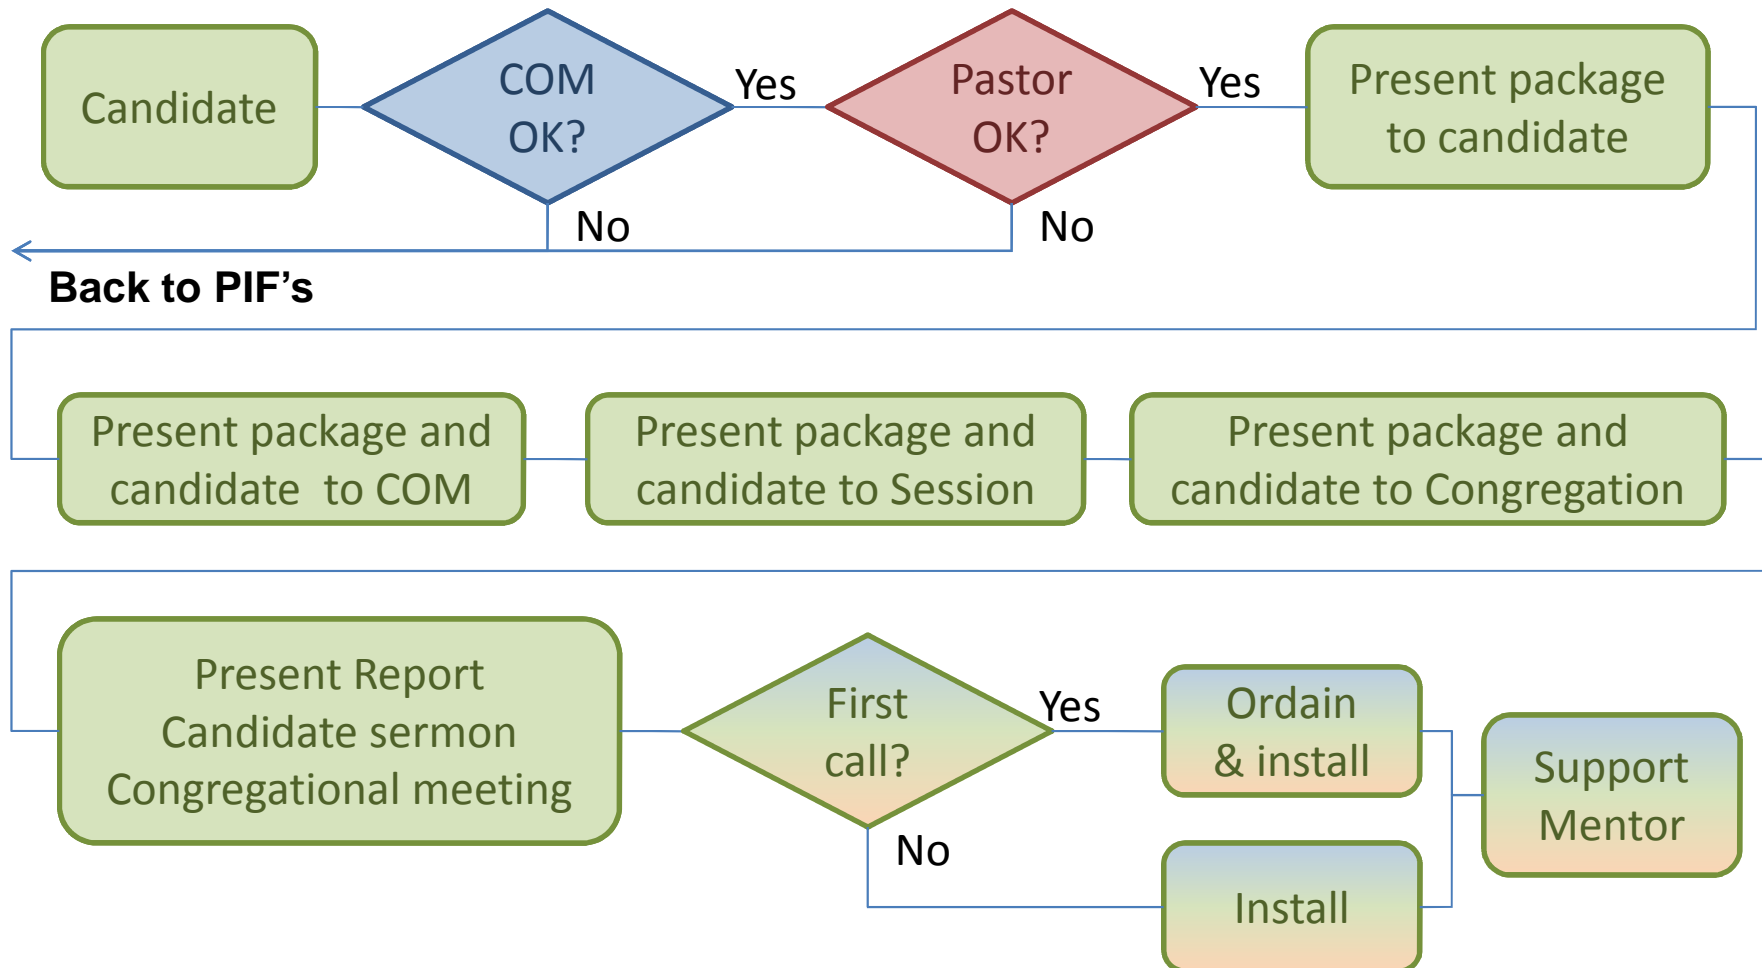 Candidate
COM
OK?
Yes
Pastor
OK?
Yes
Present package
to candidate
No
No
Back to PIF’s
Present package and
candidate  to COM
Present package and
candidate to Session
Present package and
candidate to Congregation
Present Report
Candidate sermon
Congregational meeting
First
call?
Yes
Ordain
& install
Support
Mentor
No
Install